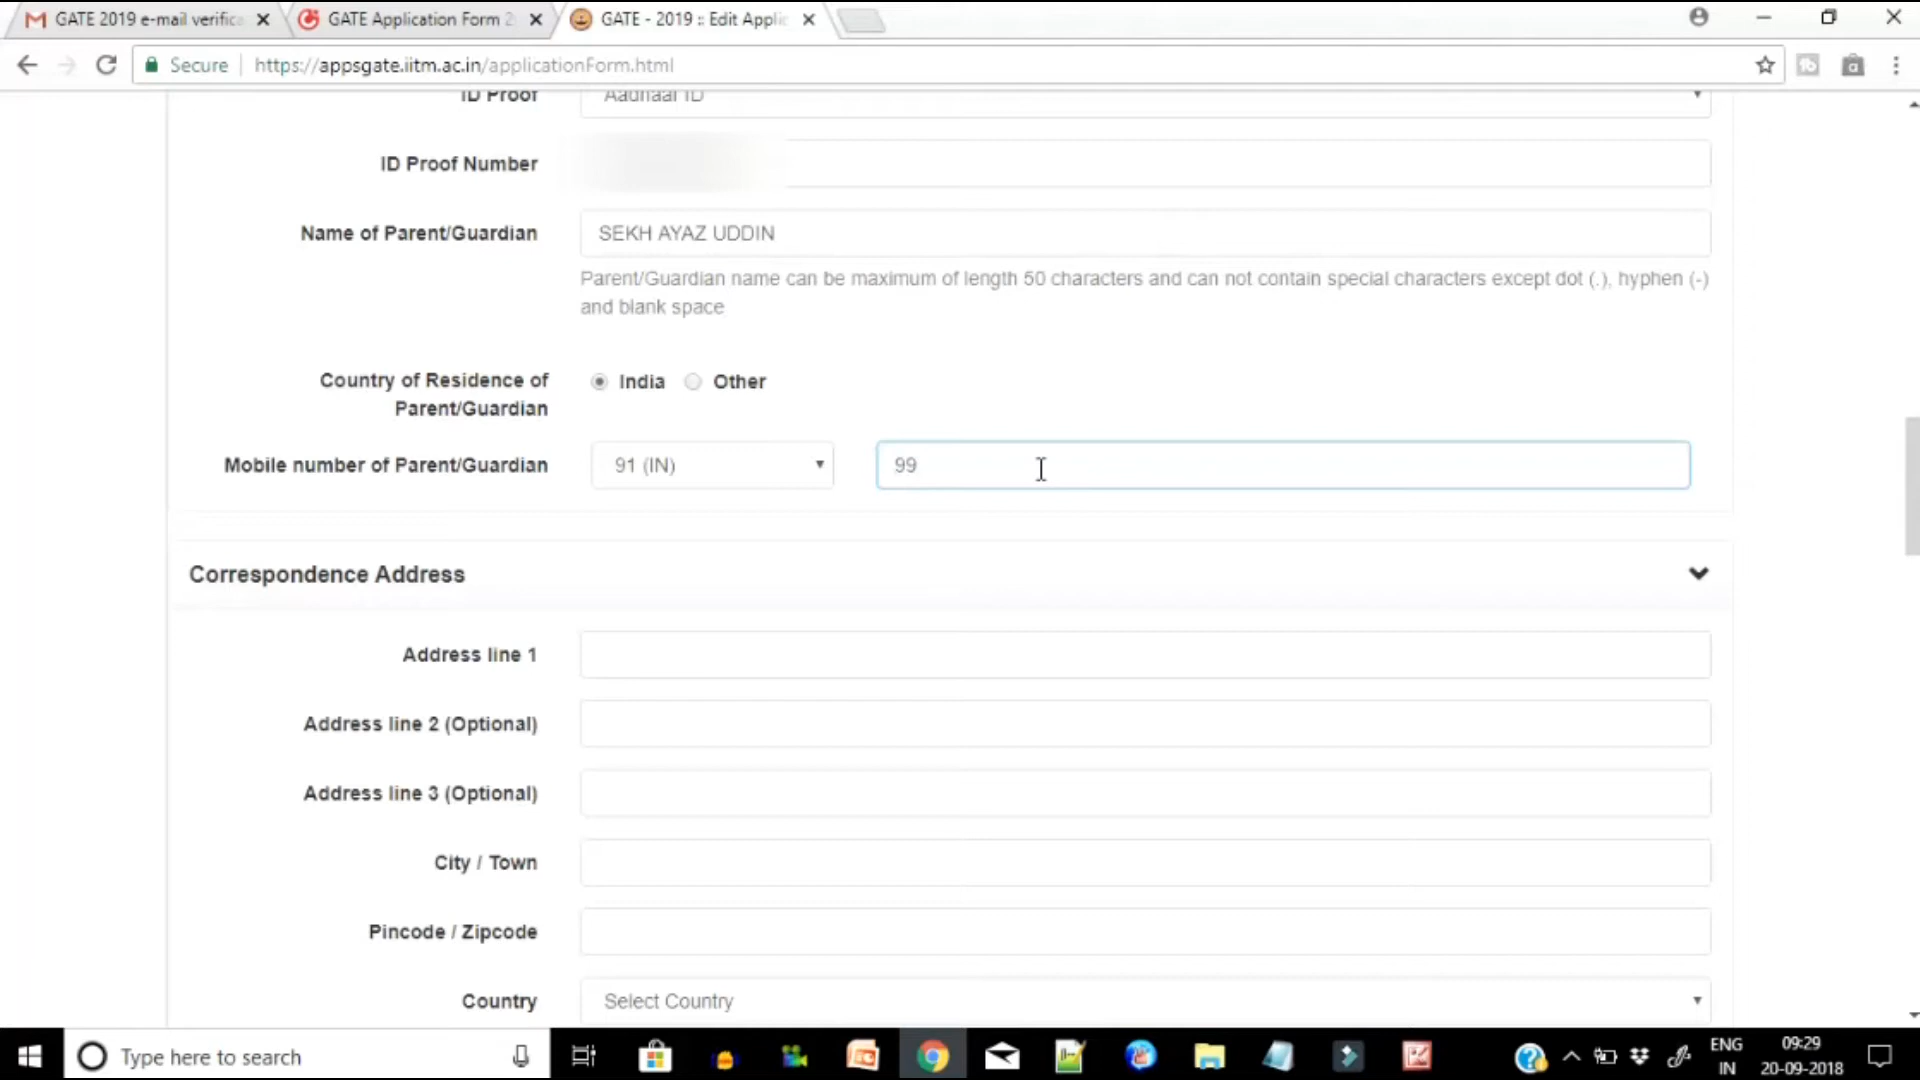 GATE 2019 e-mail verifica
GATE Application Form 2
GATE - 2019 :: Edit Applic
Secure https://appsgate.iitm.ac.in/applicationForm.html
ID Proof
ID Proof Number
Name of Parent/Guardian SEKH AYAZ UDDIN
Parent/Guardian name can be maximum of length 50 characters and can not contain special characters except dot (.), hyphen (-)
and blank space
Country of Residence of
Parent/Guardian
India Other
Mobile number of Parent/Guardian 91 (IN) 99
Correspondence Address
Address line 1
Address line 2 (Optional)
Address line 3 (Optional)
City / Town
Pincode / Zipcode
Country Select Country
Type here to search
ENG
IN
09:29
20-09-2018